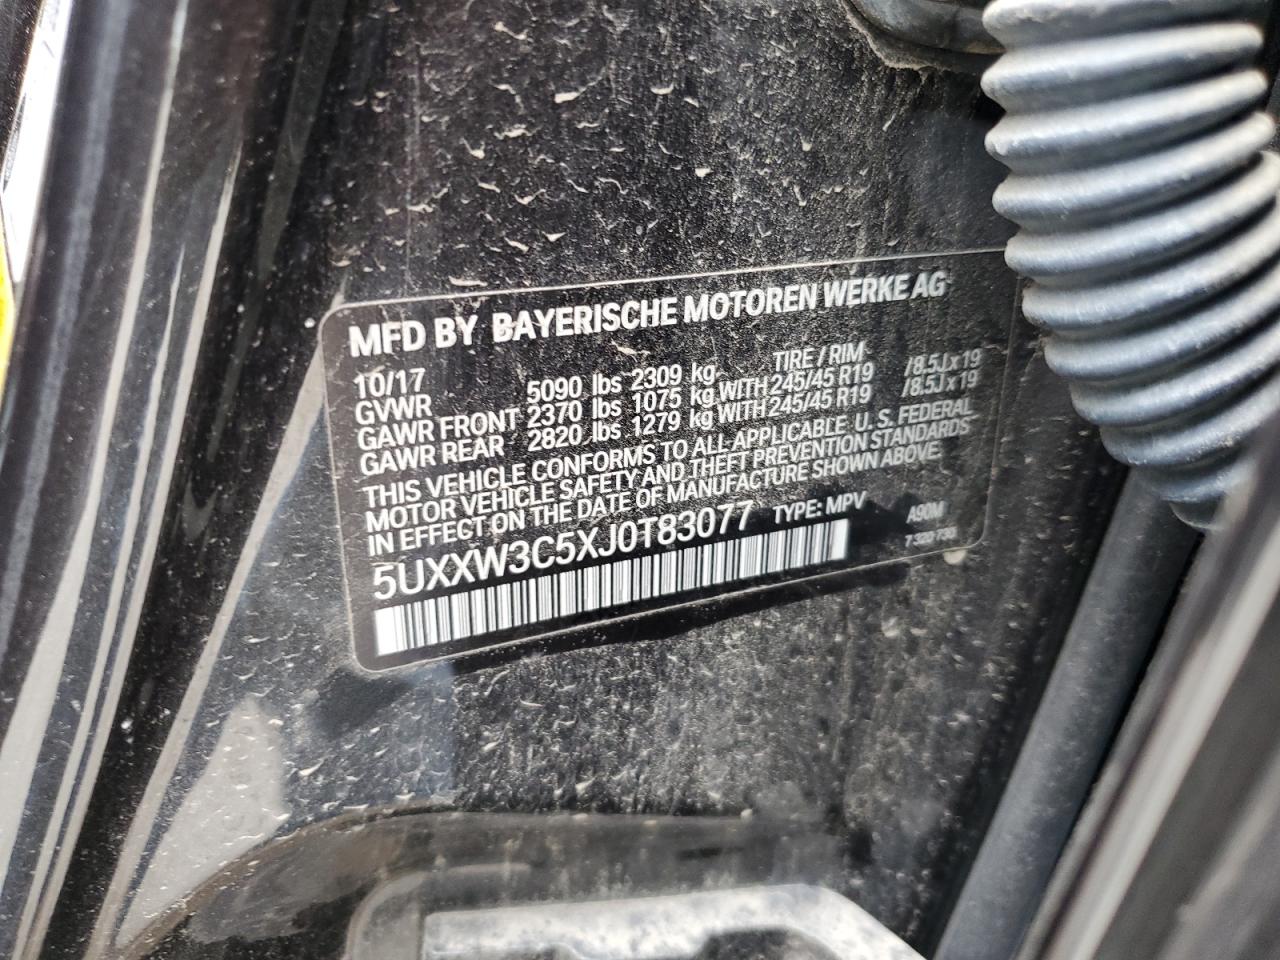 MFD BY BAYERISCHE MOTOREN WERKE AG
10/17 TIRE / RIM
GVWR 5090 lbs 2309 kg
GAWR FRONT 2370 lbs 1075 kg WITH 245/45 R19 /8.5J x 19
GAWR REAR 2820 lbs 1279 kg WITH 245/45 R19 /8.5J x 19
THIS VEHICLE CONFORMS TO ALL APPLICABLE U.S. FEDERAL
MOTOR VEHICLE SAFETY AND THEFT PREVENTION STANDARDS
IN EFFECT ON THE DATE OF MANUFACTURE SHOWN ABOVE
5UXXW3C5XJ0T83077 TYPE: MPV A90M